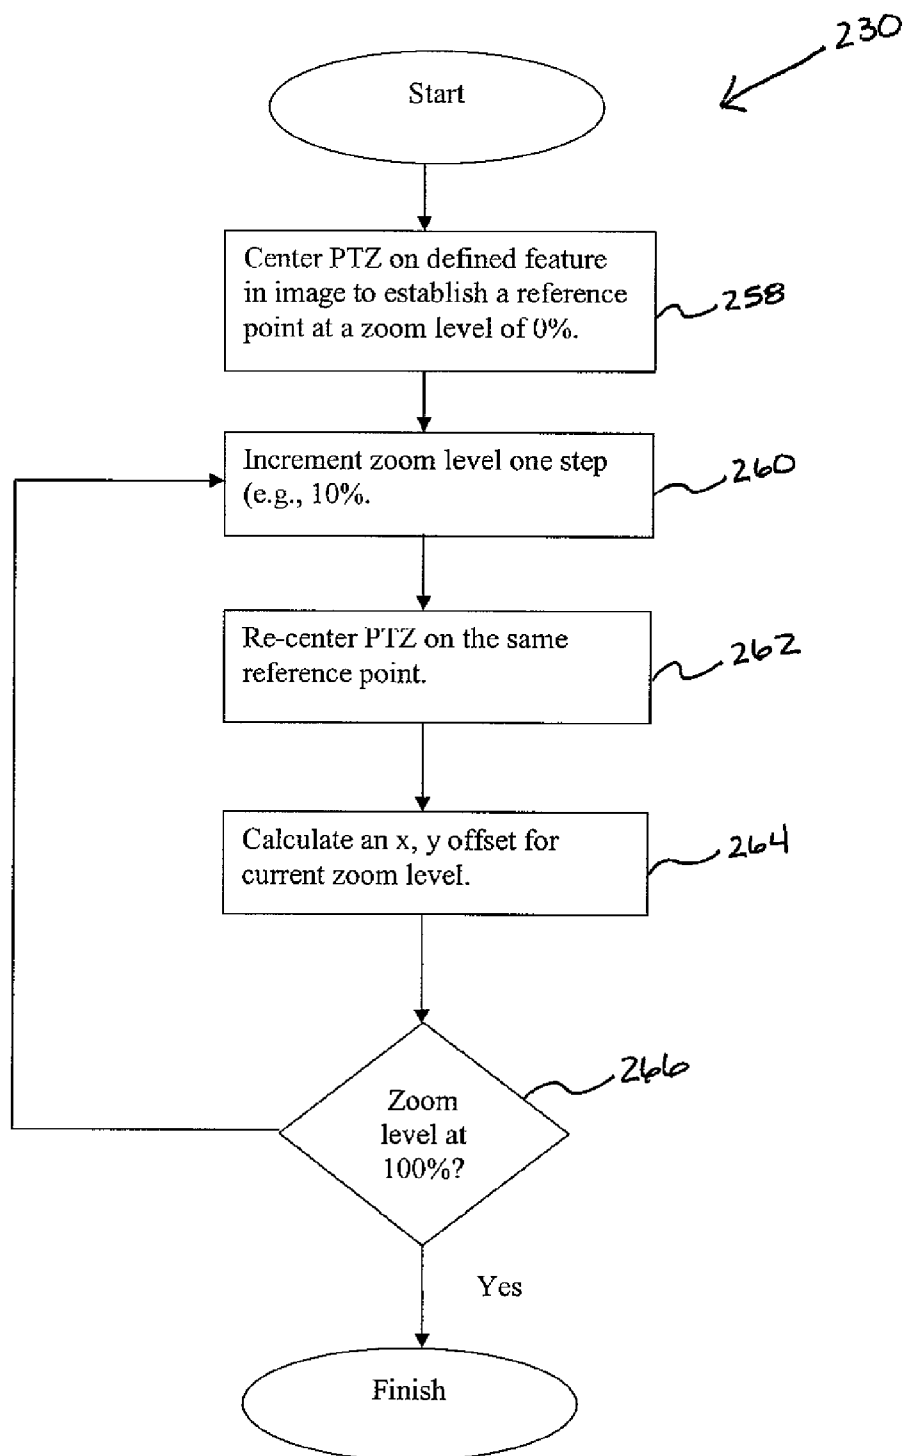 230
Start
Center PTZ on defined feature
in image to establish a reference
point at a zoom level of 0%.
258
Increment zoom level one step
(e.g., 10%.
260
Re-center PTZ on the same
reference point.
262
Calculate an x, y offset for
current zoom level.
264
Zoom
level at
100%?
266
Yes
Finish